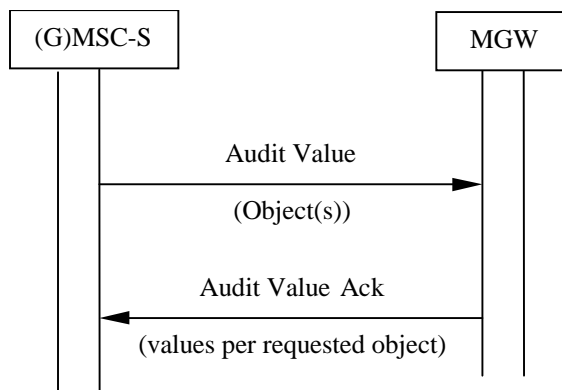 (G)MSC-S
MGW
Audit Value
(Object(s))
Audit Value Ack
(values per requested object)